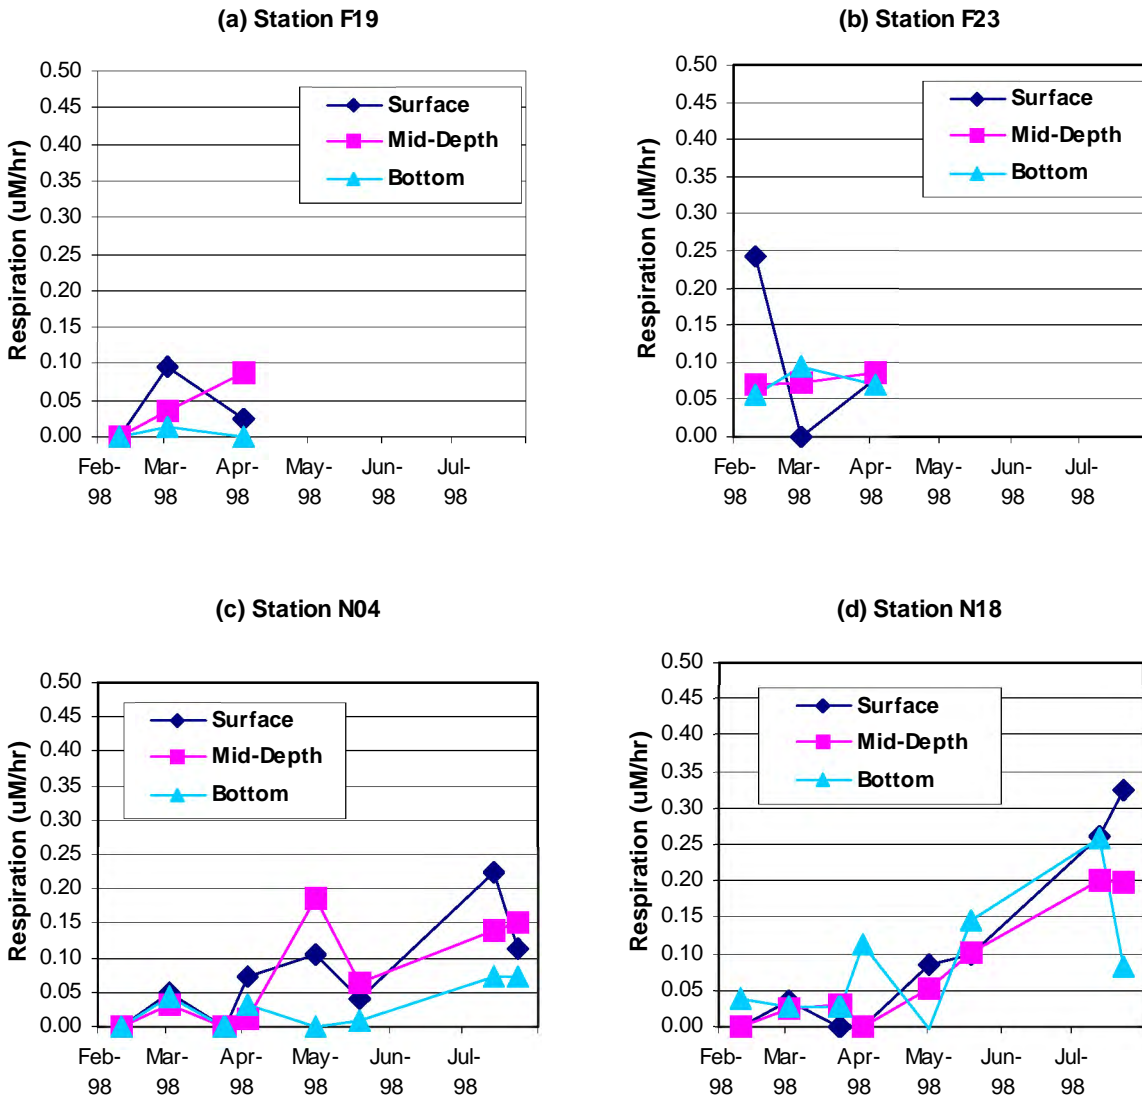 (a) Station F19
0.50
0.45
0.40
0.35
0.30
0.25
0.20
0.15
0.10
0.05
0.00
Respiration (uM/hr)
Surface
Mid-Depth
Bottom
Feb- Mar- Apr- May- Jun- Jul-
98 98 98 98 98 98
(b) Station F23
0.50
0.45
0.40
0.35
0.30
0.25
0.20
0.15
0.10
0.05
0.00
Respiration (uM/hr)
Surface
Mid-Depth
Bottom
Feb- Mar- Apr- May- Jun- Jul-
98 98 98 98 98 98
(c) Station N04
0.50
0.45
0.40
0.35
0.30
0.25
0.20
0.15
0.10
0.05
0.00
Respiration (uM/hr)
Surface
Mid-Depth
Bottom
Feb- Mar- Apr- May- Jun- Jul-
98 98 98 98 98 98
(d) Station N18
0.50
0.45
0.40
0.35
0.30
0.25
0.20
0.15
0.10
0.05
0.00
Respiration (uM/hr)
Surface
Mid-Depth
Bottom
Feb- Mar- Apr- May- Jun- Jul-
98 98 98 98 98 98